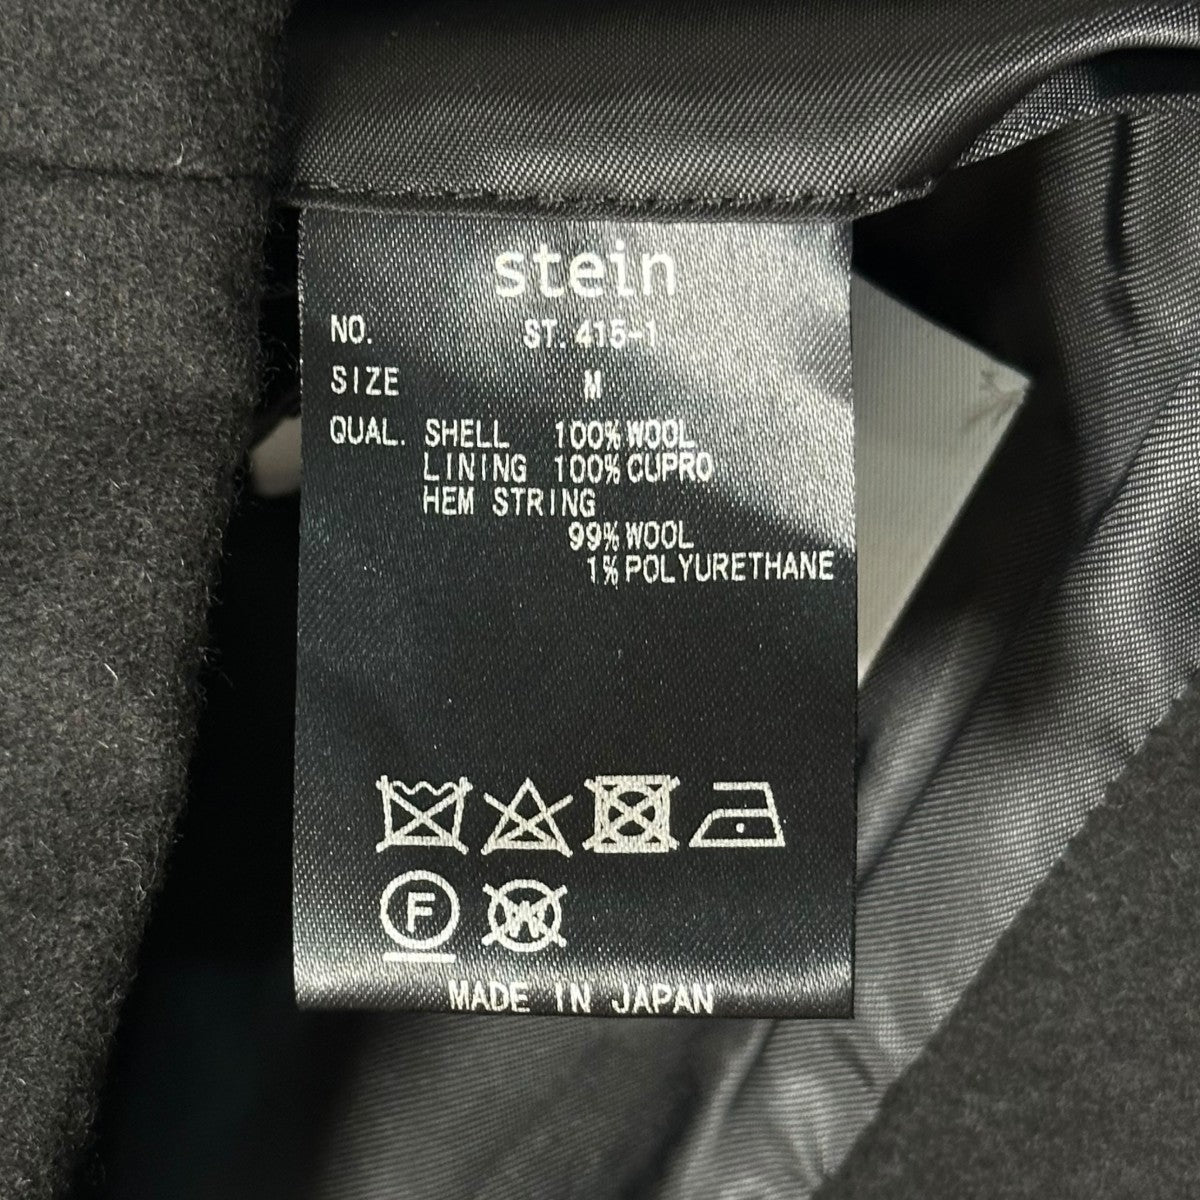 stein
NO. ST.415-1
SIZE M
QUAL. SHELL 100% WOOL
LINING 100% CUPRO
HEM STRING
99% WOOL
1% POLYURETHANE
F W
MADE IN JAPAN